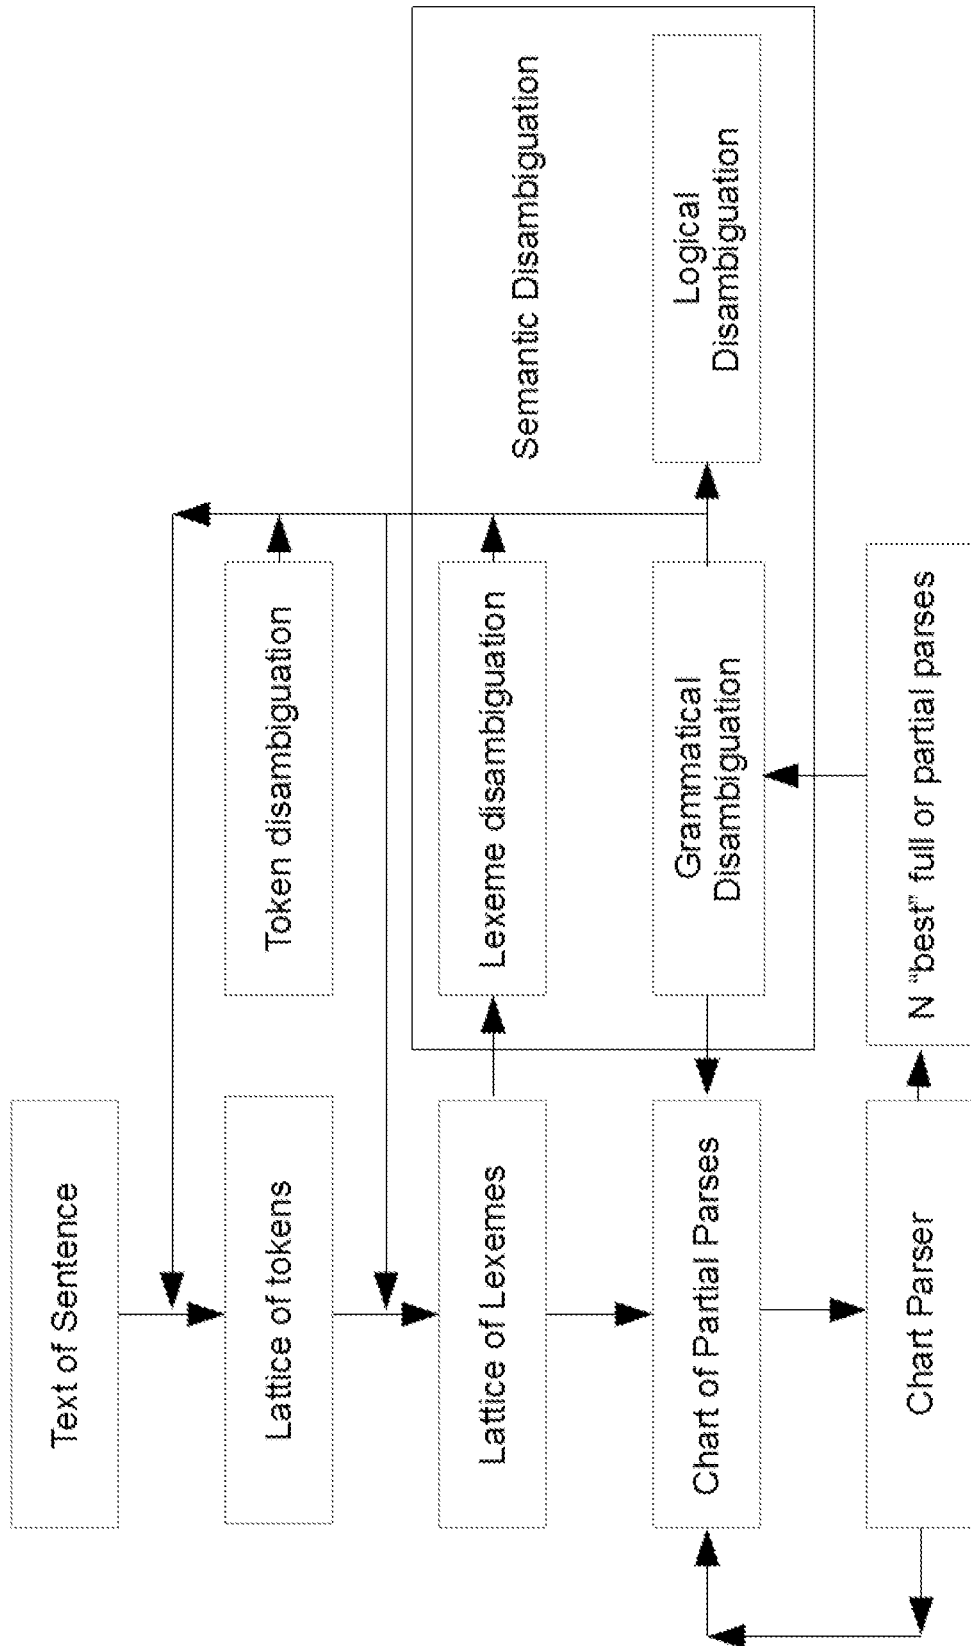 Text of Sentence
Lattice of tokens
Token disambiguation
Lattice of Lexemes
Lexeme disambiguation
Semantic Disambiguation
Chart of Partial Parses
Grammatical
Disambiguation
Logical
Disambiguation
Chart Parser
N “best” full or partial parses